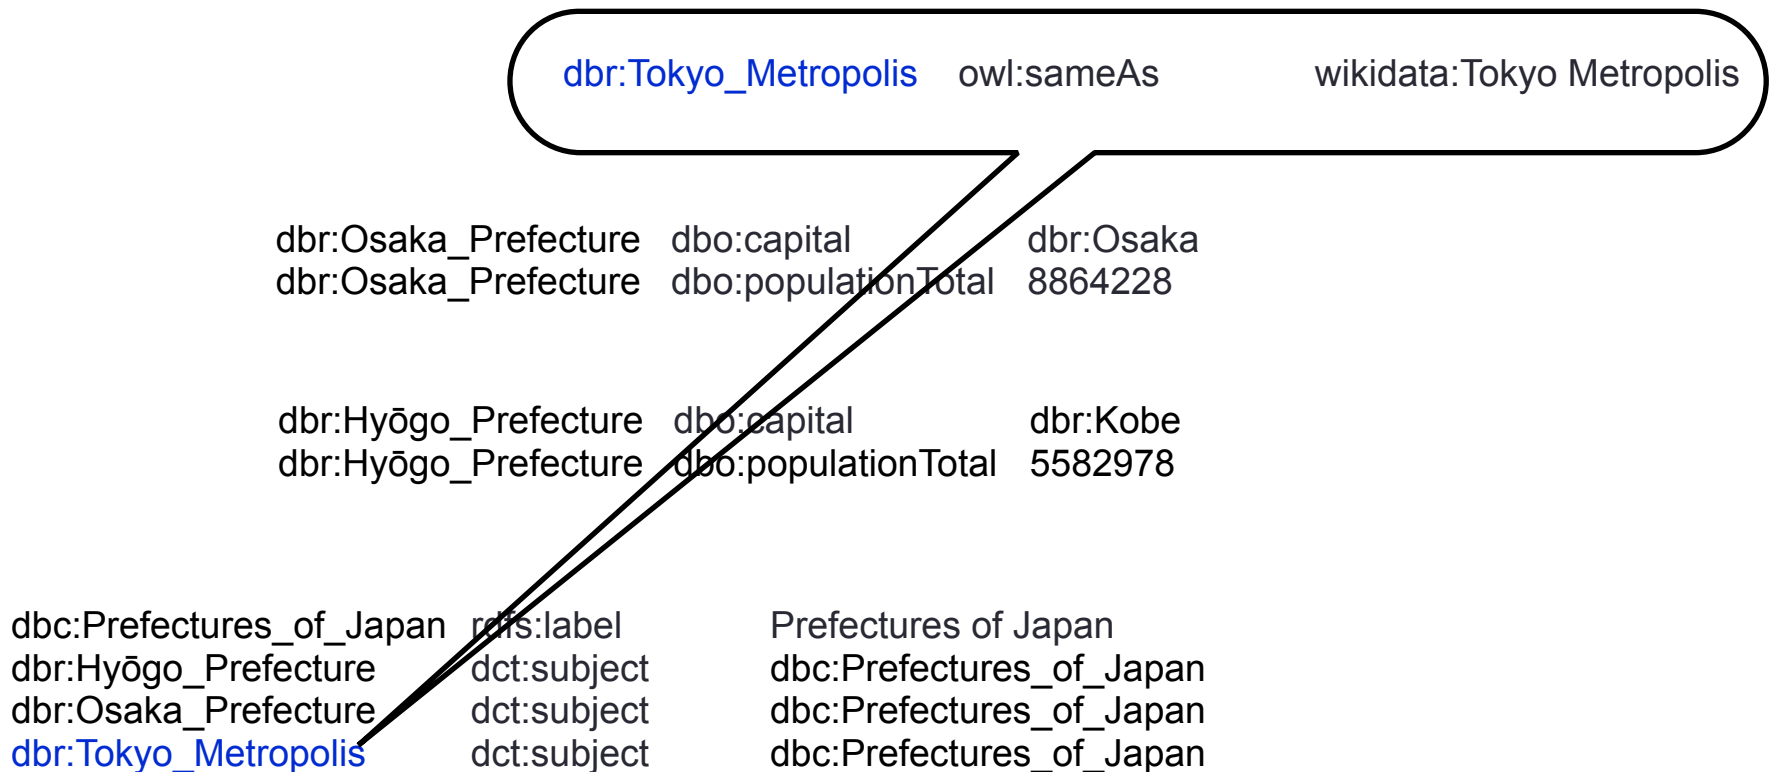 dbr:Tokyo_Metropolis owl:sameAs wikidata:Tokyo Metropolis
dbr:Osaka_Prefecture dbo:capital dbr:Osaka
dbr:Osaka_Prefecture dbo:populationTotal 8864228
dbr:Hyōgo_Prefecture dbo:capital dbr:Kobe
dbr:Hyōgo_Prefecture dbo:populationTotal 5582978
dbc:Prefectures_of_Japan rdfs:label Prefectures of Japan
dbr:Hyōgo_Prefecture dct:subject dbc:Prefectures_of_Japan
dbr:Osaka_Prefecture dct:subject dbc:Prefectures_of_Japan
dbr:Tokyo_Metropolis dct:subject dbc:Prefectures_of_Japan